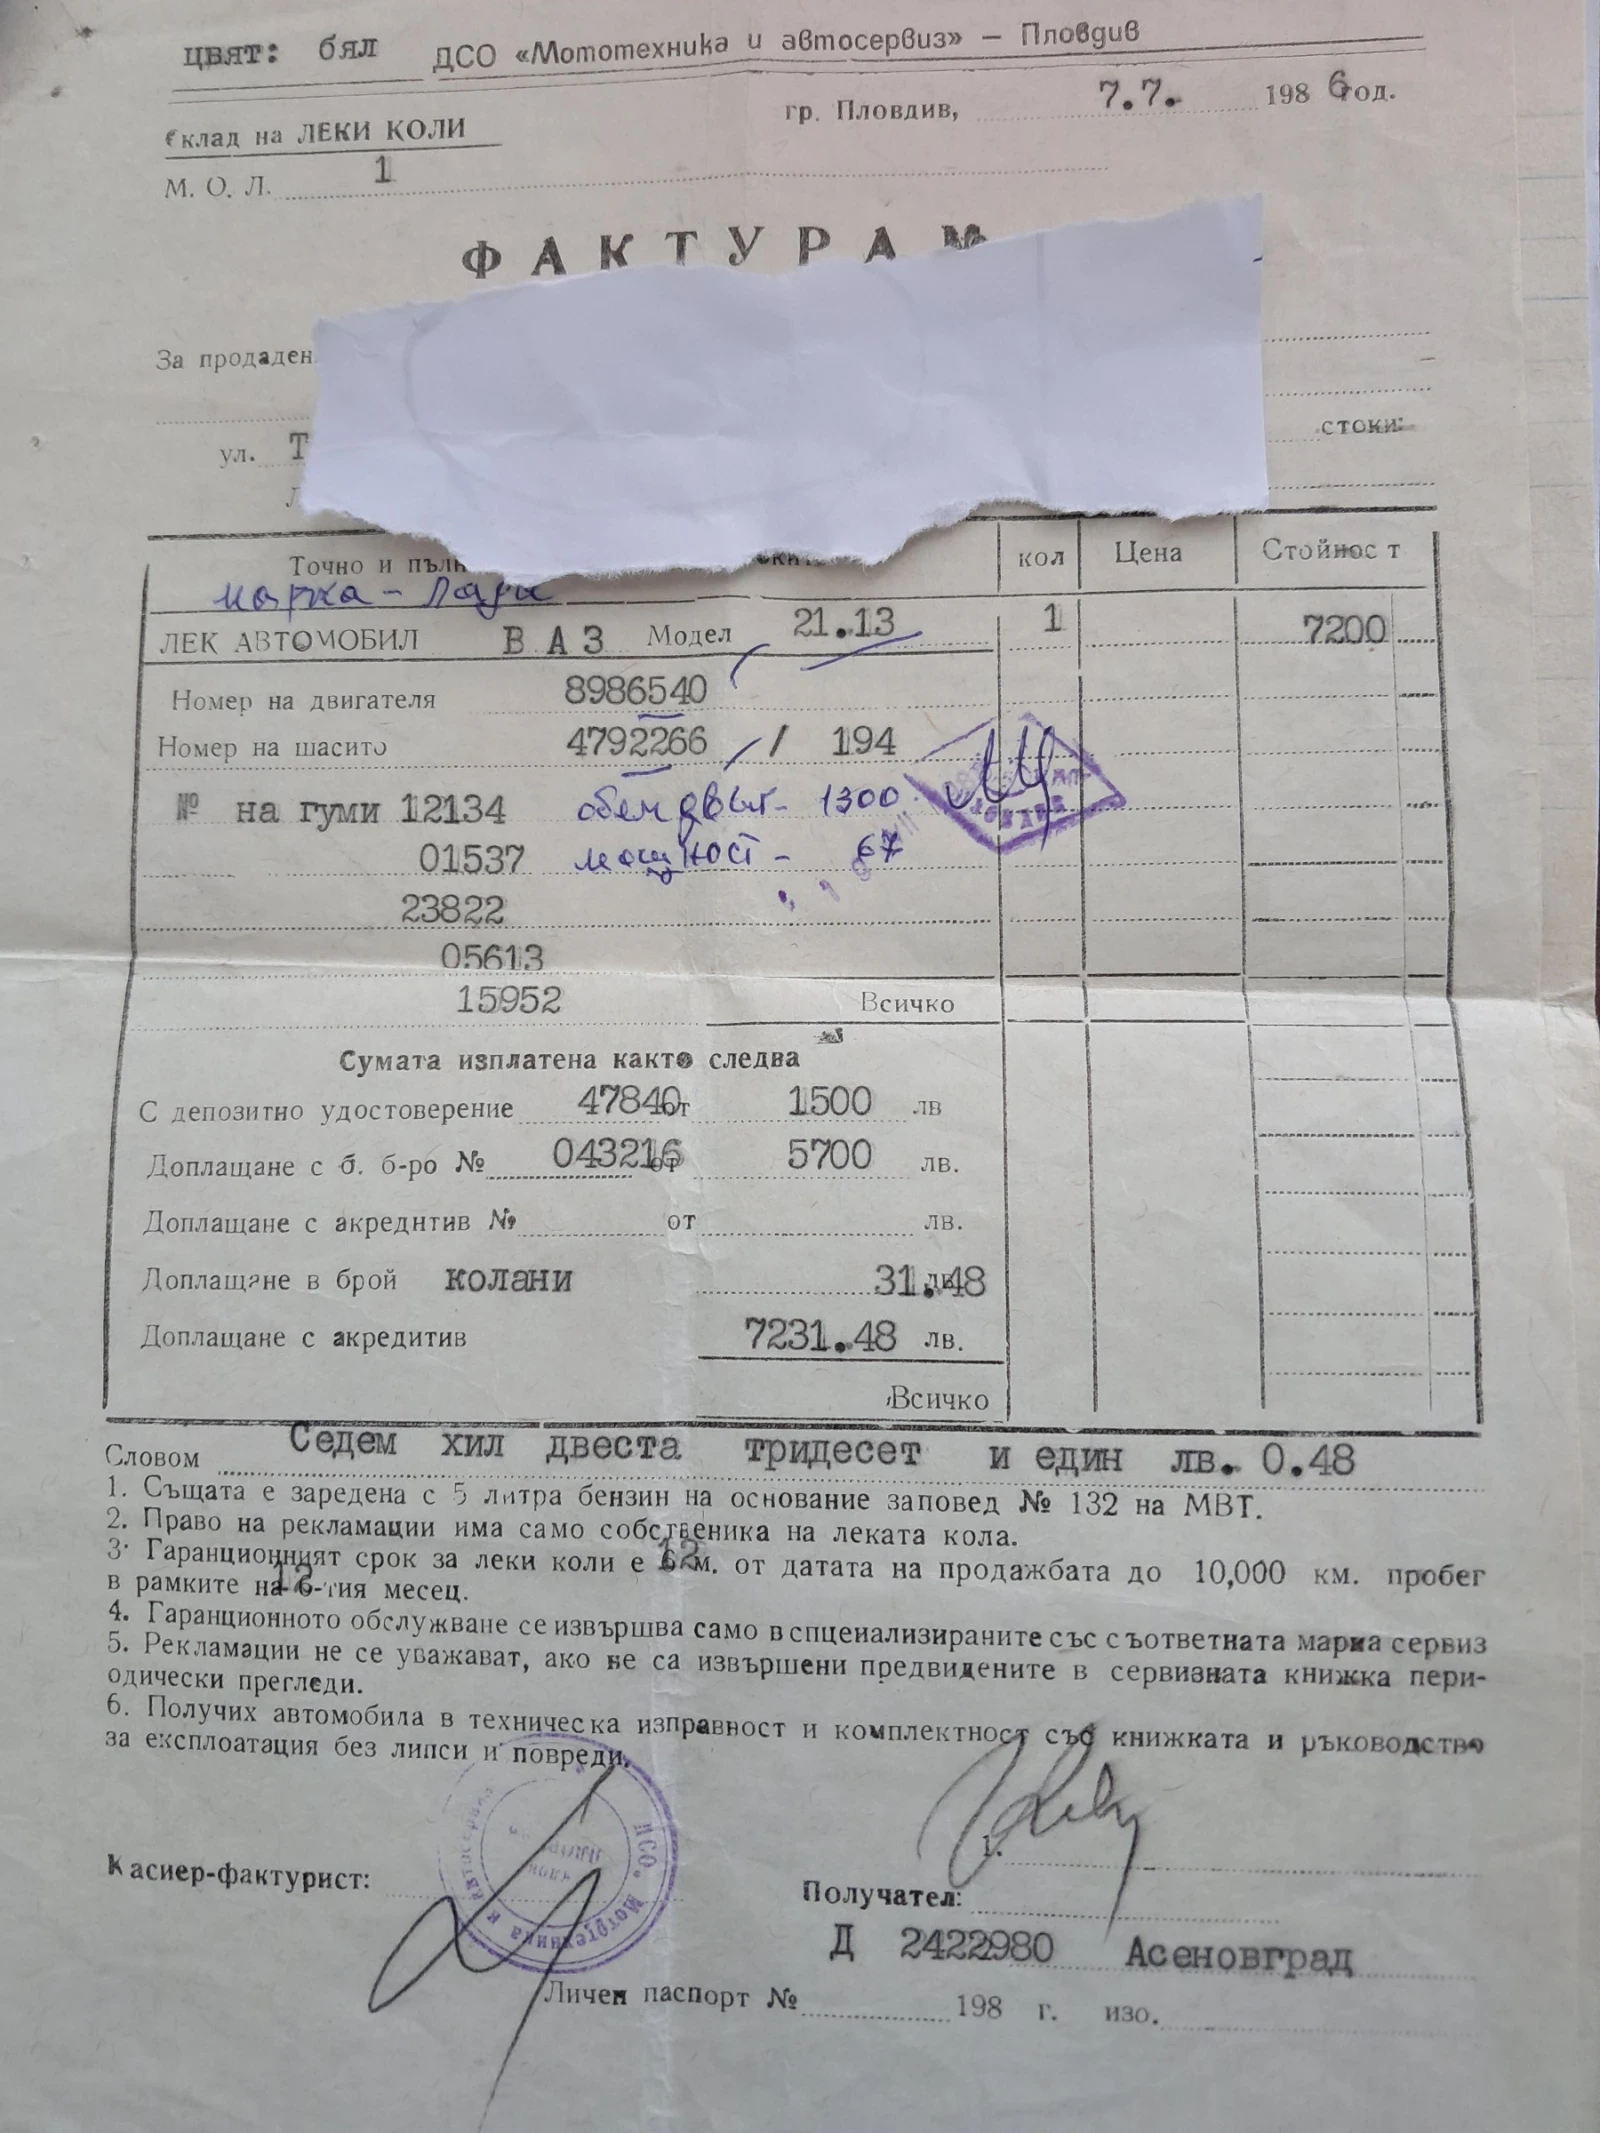 цвят: бял ДСО «Мототехника и автосервиз» — Пловдив
гр. Пловдив, 7.7. 1986 год.
Склад на ЛЕКИ КОЛИ
М. О. Л. 1
ФАКТУРА №
За продаден
ул. Т стоки:
Точно и пълн кол Цена Стойност
марка - Лада
ЛЕК АВТОМОБИЛ ВАЗ Модел 21.13 1 7200
Номер на двигателя 8986540
Номер на шасито 4792266 / 194
№ на гуми 12134 обем двиг- 1300
01537 мощност - 67
23822
05613
15952 Всичко
Сумата изплатена както следва
С депозитно удостоверение 47840 от 1500 лв
Доплащане с б. б-ро № 043216 от 5700 лв.
Доплащане с акредитив № от лв.
Доплащане в брой колани 31.48 лв
Доплащане с акредитив 7231.48 лв.
Всичко
Словом Седем хил двеста тридесет и един лв. 0.48
1. Същата е заредена с 5 литра бензин на основание заповед № 132 на МВТ.
2. Право на рекламации има само собственика на леката кола.
3. Гаранционният срок за леки коли е 12 м. от датата на продажбата до 10,000 км. пробег
в рамките на 12-тия месец.
4. Гаранционното обслужване се извършва само в спцеиализираните със съответната марка сервиз
5. Рекламации не се уважават, ако не са извършени предвидените в сервизната книжка пери-
одически прегледи.
6. Получих автомобила в техническа изправност и комплектност със книжката и ръководство
за експлоатация без липси и повреди.
1.
Касиер-фактурист:
Получател:
Д 2422980 Асеновград
Личен паспорт № 198 г. изо.